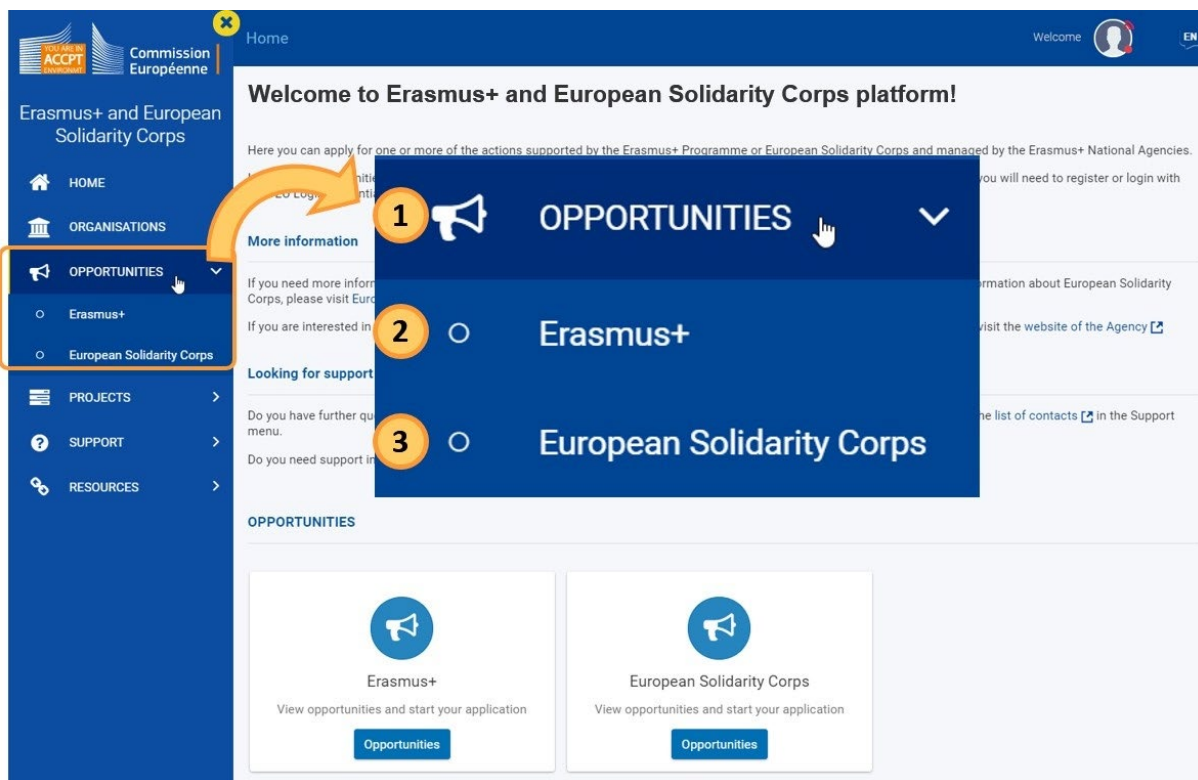 YOU ARE IN
ACCPT
ENVIRONMT
Commission
Européenne
Erasmus+ and European
Solidarity Corps
HOME
ORGANISATIONS
OPPORTUNITIES
Erasmus+
European Solidarity Corps
PROJECTS
SUPPORT
RESOURCES
Home
Welcome
EN
Welcome to Erasmus+ and European Solidarity Corps platform!
Here you can apply for one or more of the actions supported by the Erasmus+ Programme or European Solidarity Corps and managed by the Erasmus+ National Agencies.
you will need to register or login with
More information
If you need more
information about European Solidarity
Corps, please visit
If you are interested in
visit the website of the Agency
Looking for support
Do you have further
list of contacts in the Support
menu.
Do you need support
1 OPPORTUNITIES
2 Erasmus+
3 European Solidarity Corps
OPPORTUNITIES
Erasmus+
View opportunities and start your application
Opportunities
European Solidarity Corps
View opportunities and start your application
Opportunities